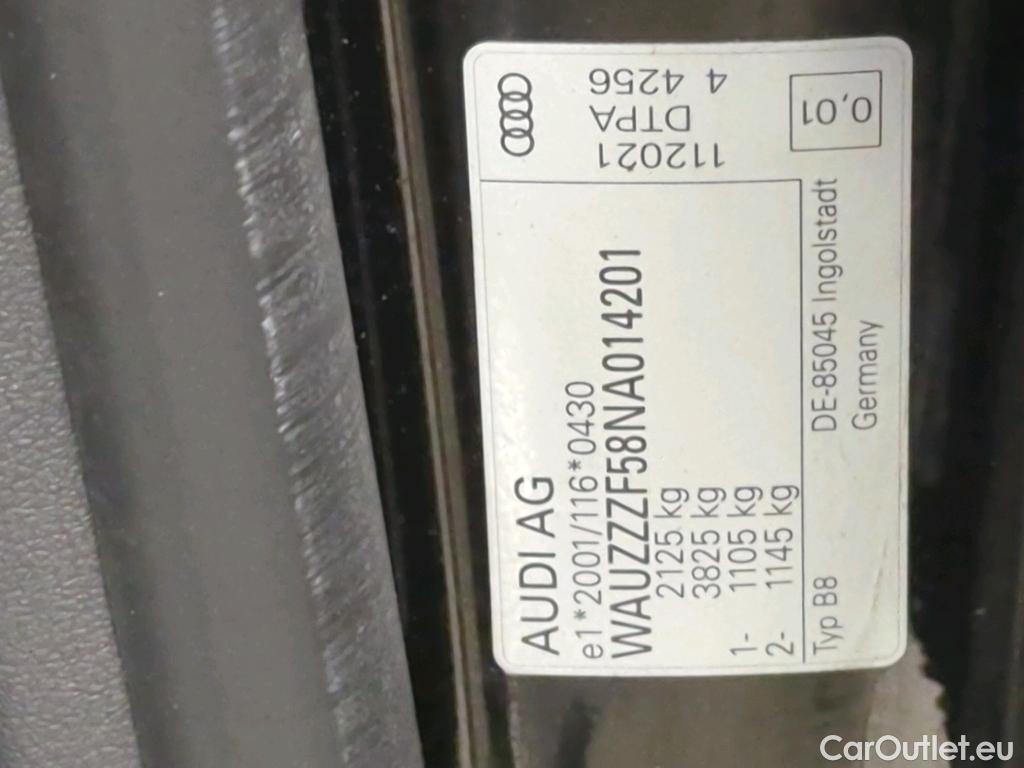 AUDI AG
e1*2001/116*0430
WAUZZZF58NA014201
2125 kg
3825 kg
1- 1105 kg
2- 1145 kg
Typ B8
DE-85045 Ingolstadt
Germany
112021
DTPA
4 4256
0,01
CarOutlet.eu